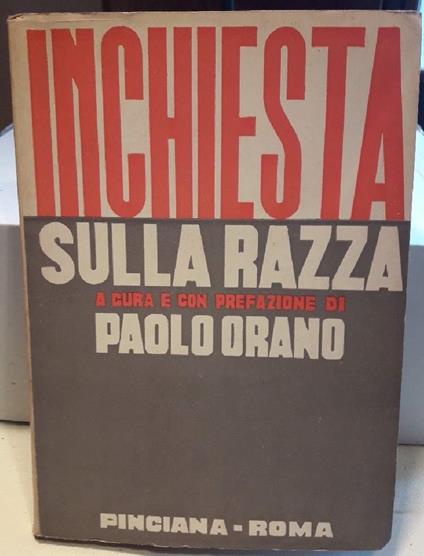 INCHIESTA
SULLA RAZZA
A CURA E CON PREFAZIONE DI
PAOLO ORANO
PINCIANA - ROMA